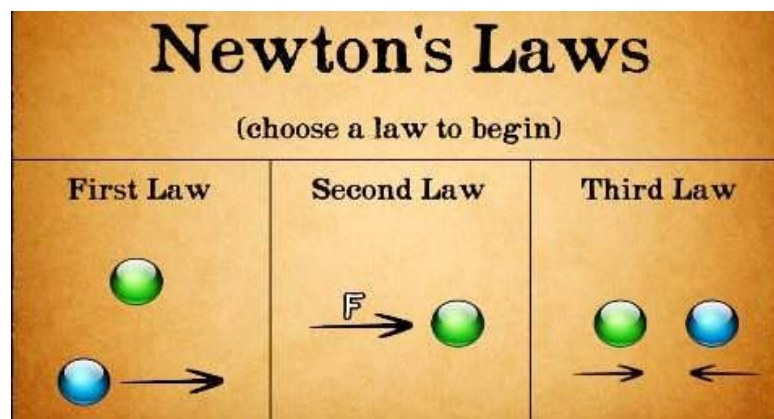 Newton's Laws
(choose a law to begin)
First Law
Second Law
Third Law
F